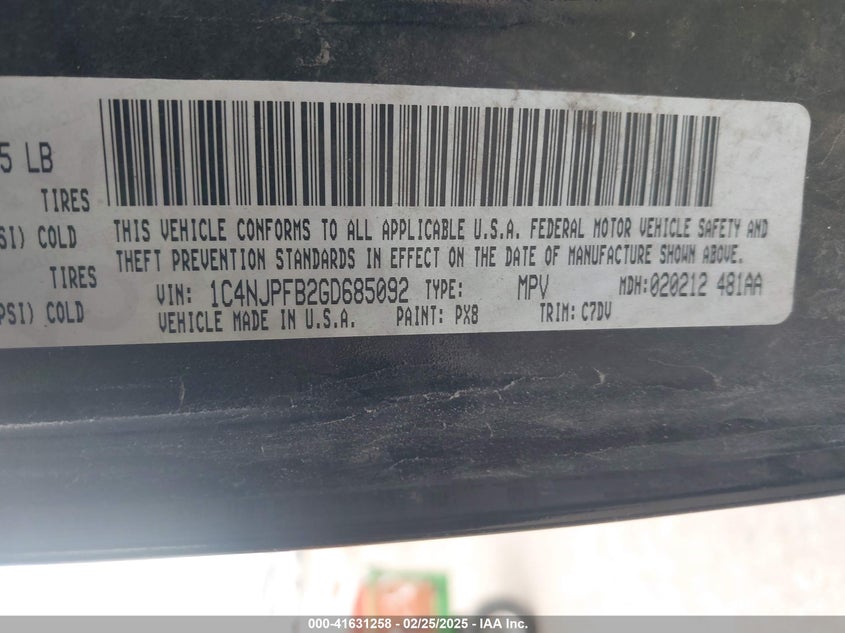 5 LB
TIRES
SI) COLD
TIRES
PSI) COLD
THIS VEHICLE CONFORMS TO ALL APPLICABLE U.S.A. FEDERAL MOTOR VEHICLE SAFETY AND
THEFT PREVENTION STANDARDS IN EFFECT ON THE DATE OF MANUFACTURE SHOWN ABOVE.
VIN: 1C4NJPFB2GD685092 TYPE: MPV MDH: 020212 481AA
VEHICLE MADE IN U.S.A. PAINT: PX8 TRIM: C7DV
000-41631258 - 02/25/2025 - IAA Inc.